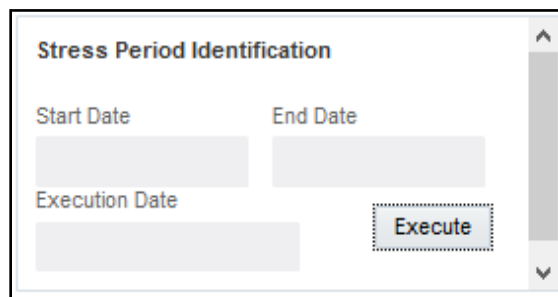 Stress Period Identification
Start Date End Date
Execution Date
Execute